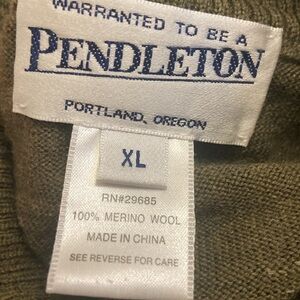 WARRANTED TO BE A
PENDLETON
PORTLAND, OREGON
XL
RN#29685
100% MERINO WOOL
MADE IN CHINA
SEE REVERSE FOR CARE